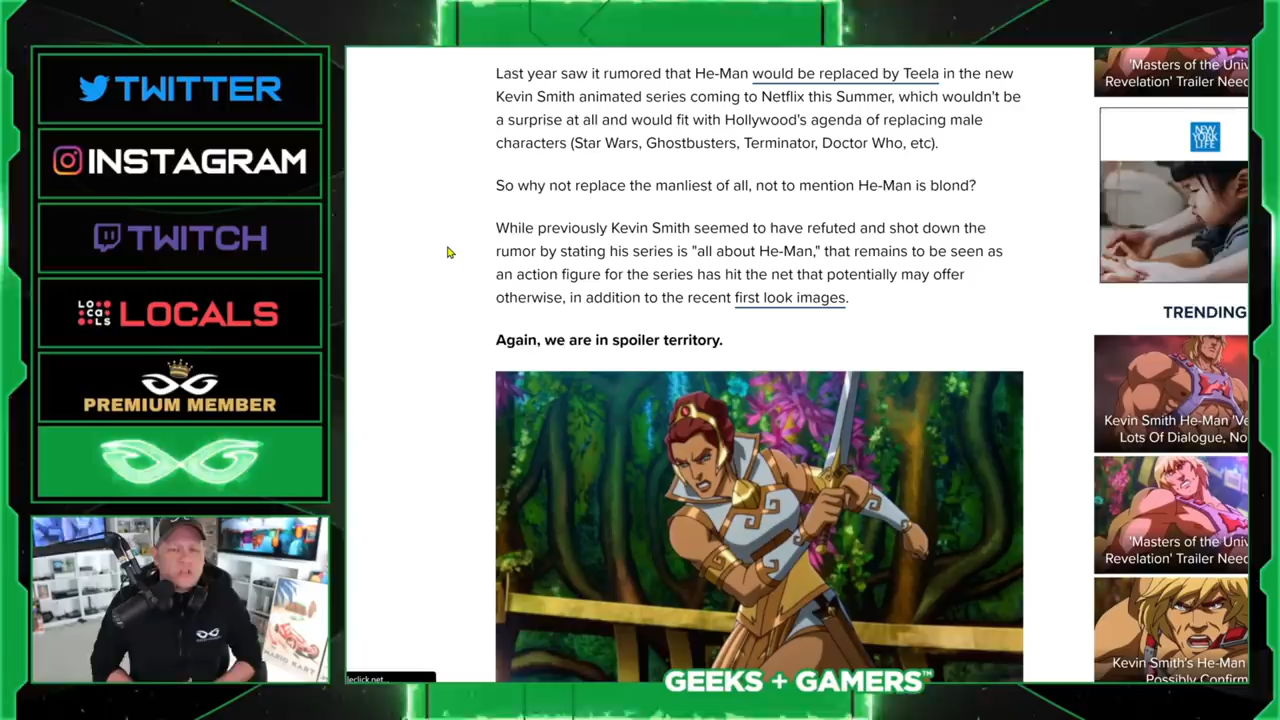 TWITTER
INSTAGRAM
TWITCH
LOCALS
LOCALS
PREMIUM MEMBER
Last year saw it rumored that He-Man would be replaced by Teela in the new
Kevin Smith animated series coming to Netflix this Summer, which wouldn't be
a surprise at all and would fit with Hollywood's agenda of replacing male
characters (Star Wars, Ghostbusters, Terminator, Doctor Who, etc).
So why not replace the manliest of all, not to mention He-Man is blond?
While previously Kevin Smith seemed to have refuted and shot down the
rumor by stating his series is "all about He-Man," that remains to be seen as
an action figure for the series has hit the net that potentially may offer
otherwise, in addition to the recent first look images.
Again, we are in spoiler territory.
'Masters of the Univ
Revelation' Trailer Need
NEW
YORK
LIFE
TRENDING
Kevin Smith He-Man 'Ve
Lots Of Dialogue, No
'Masters of the Univ
Revelation' Trailer Need
Kevin Smith's He-Man
Possibly Confirm
MARIO KART
leclick.net...
GEEKS + GAMERS™